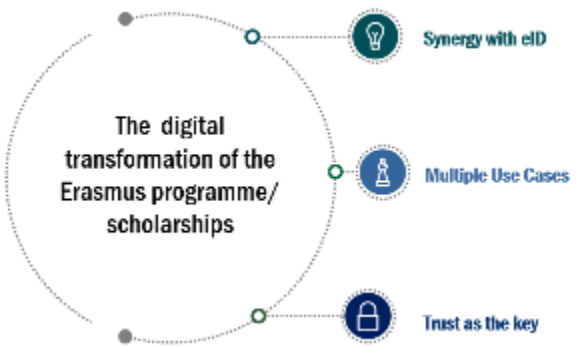 The digital
transformation of the
Erasmus programme/
scholarships
Synergy with eID
Multiple Use Cases
Trust as the key